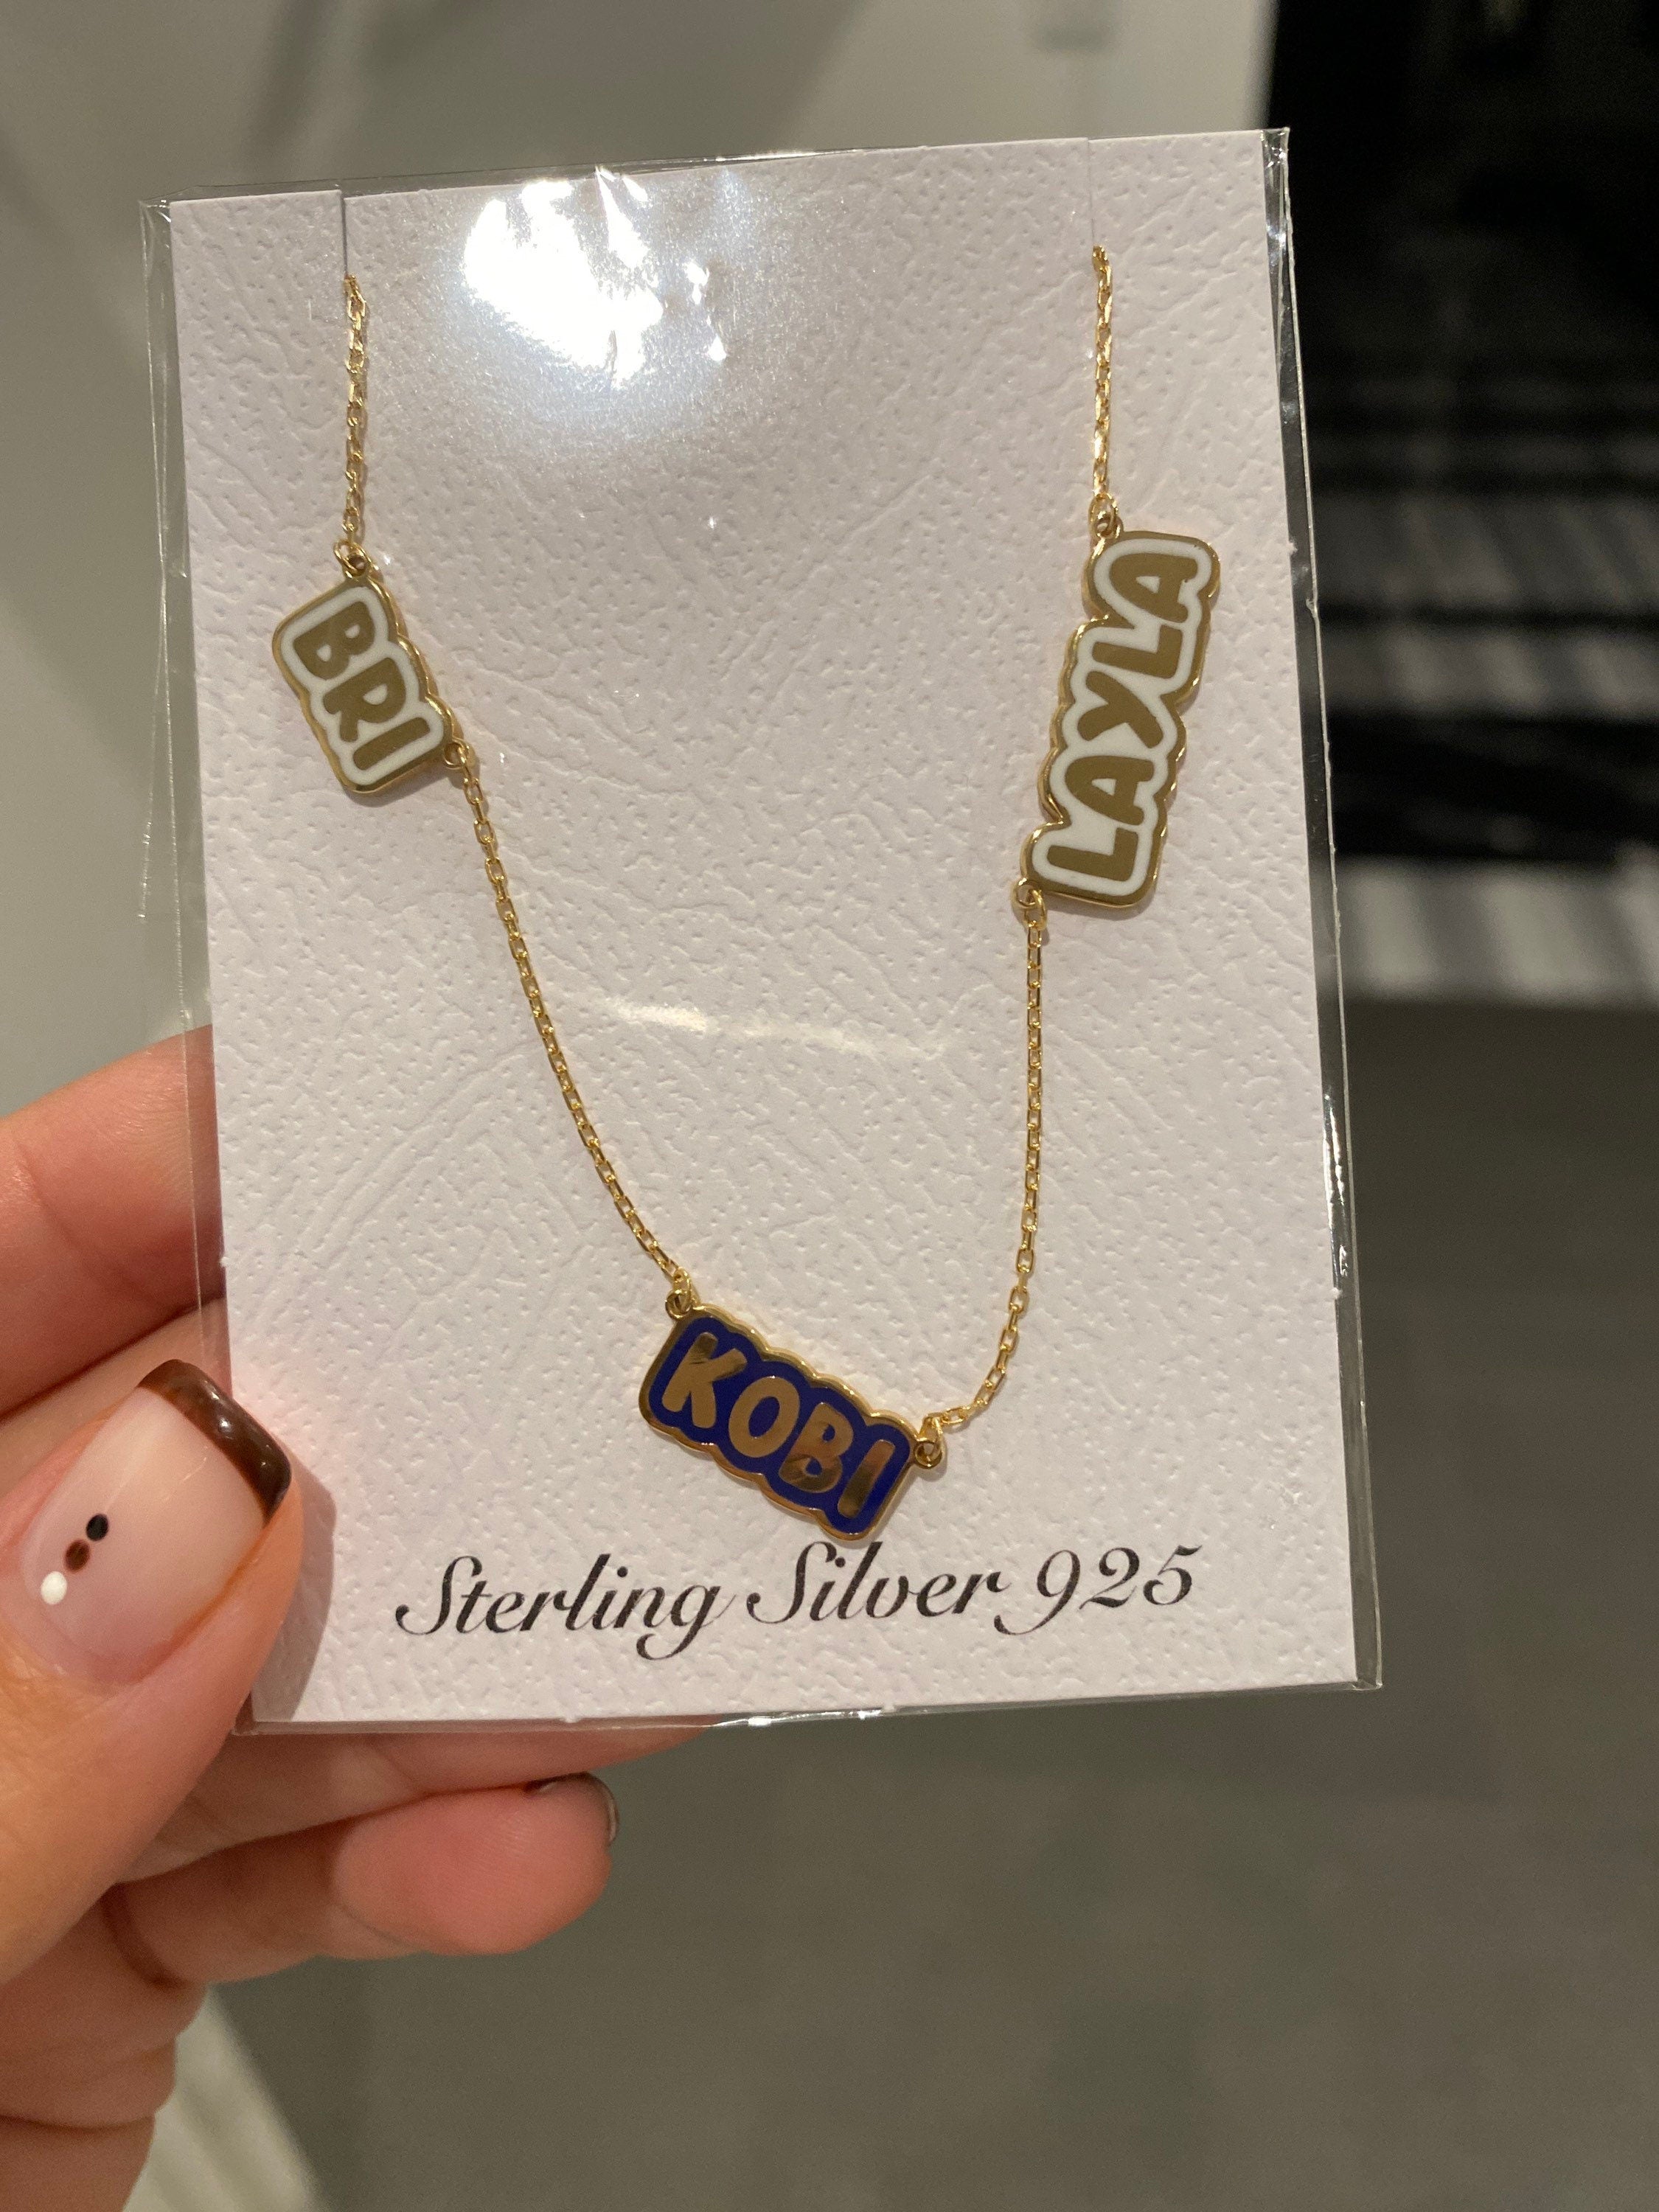 BRI
LAYLA
KOBI
Sterling Silver 925